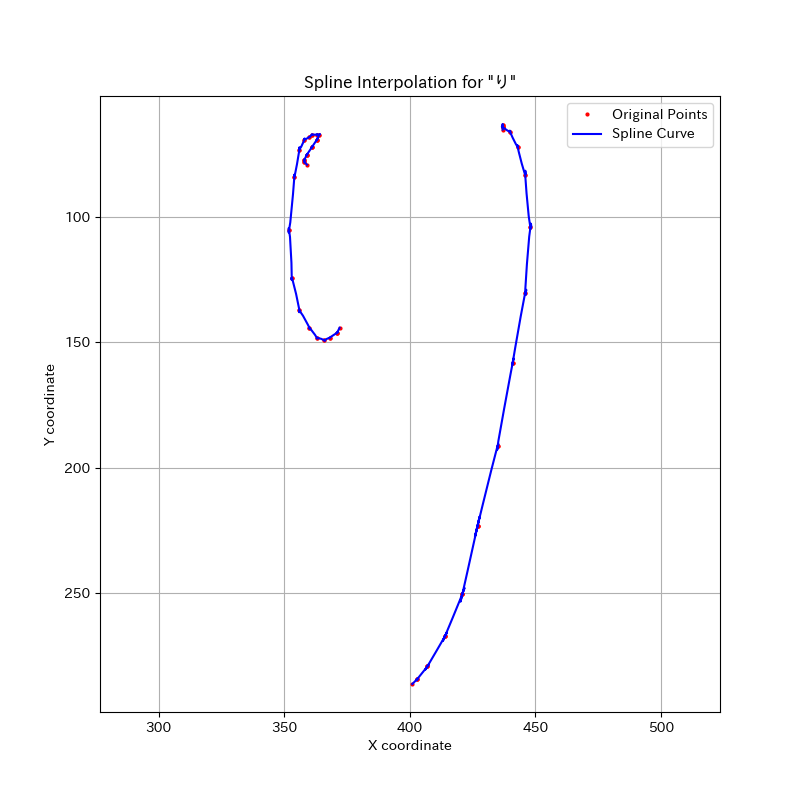 Spline Interpolation for "り"
Original Points
Spline Curve
Y coordinate
100
150
200
250
り
300 350 400 450 500
X coordinate